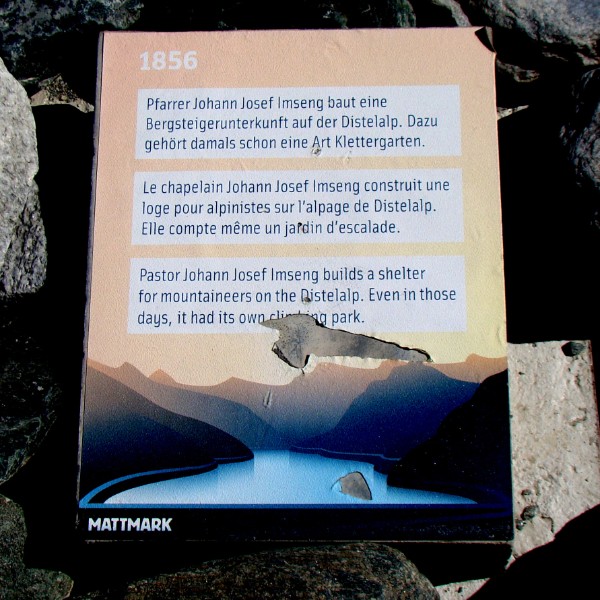 1856
Pfarrer Johann Josef Imseng baut eine
Bergsteigerunterkunft auf der Distelalp. Dazu
gehört damals schon eine Art Klettergarten.
Le chapelain Johann Josef Imseng construit une
loge pour alpinistes sur l'alpage de Distelalp.
Elle compte même un jardin d'escalade.
Pastor Johann Josef Imseng builds a shelter
for mountaineers on the Distelalp. Even in those
days, it had its own climbing park.
MATTMARK